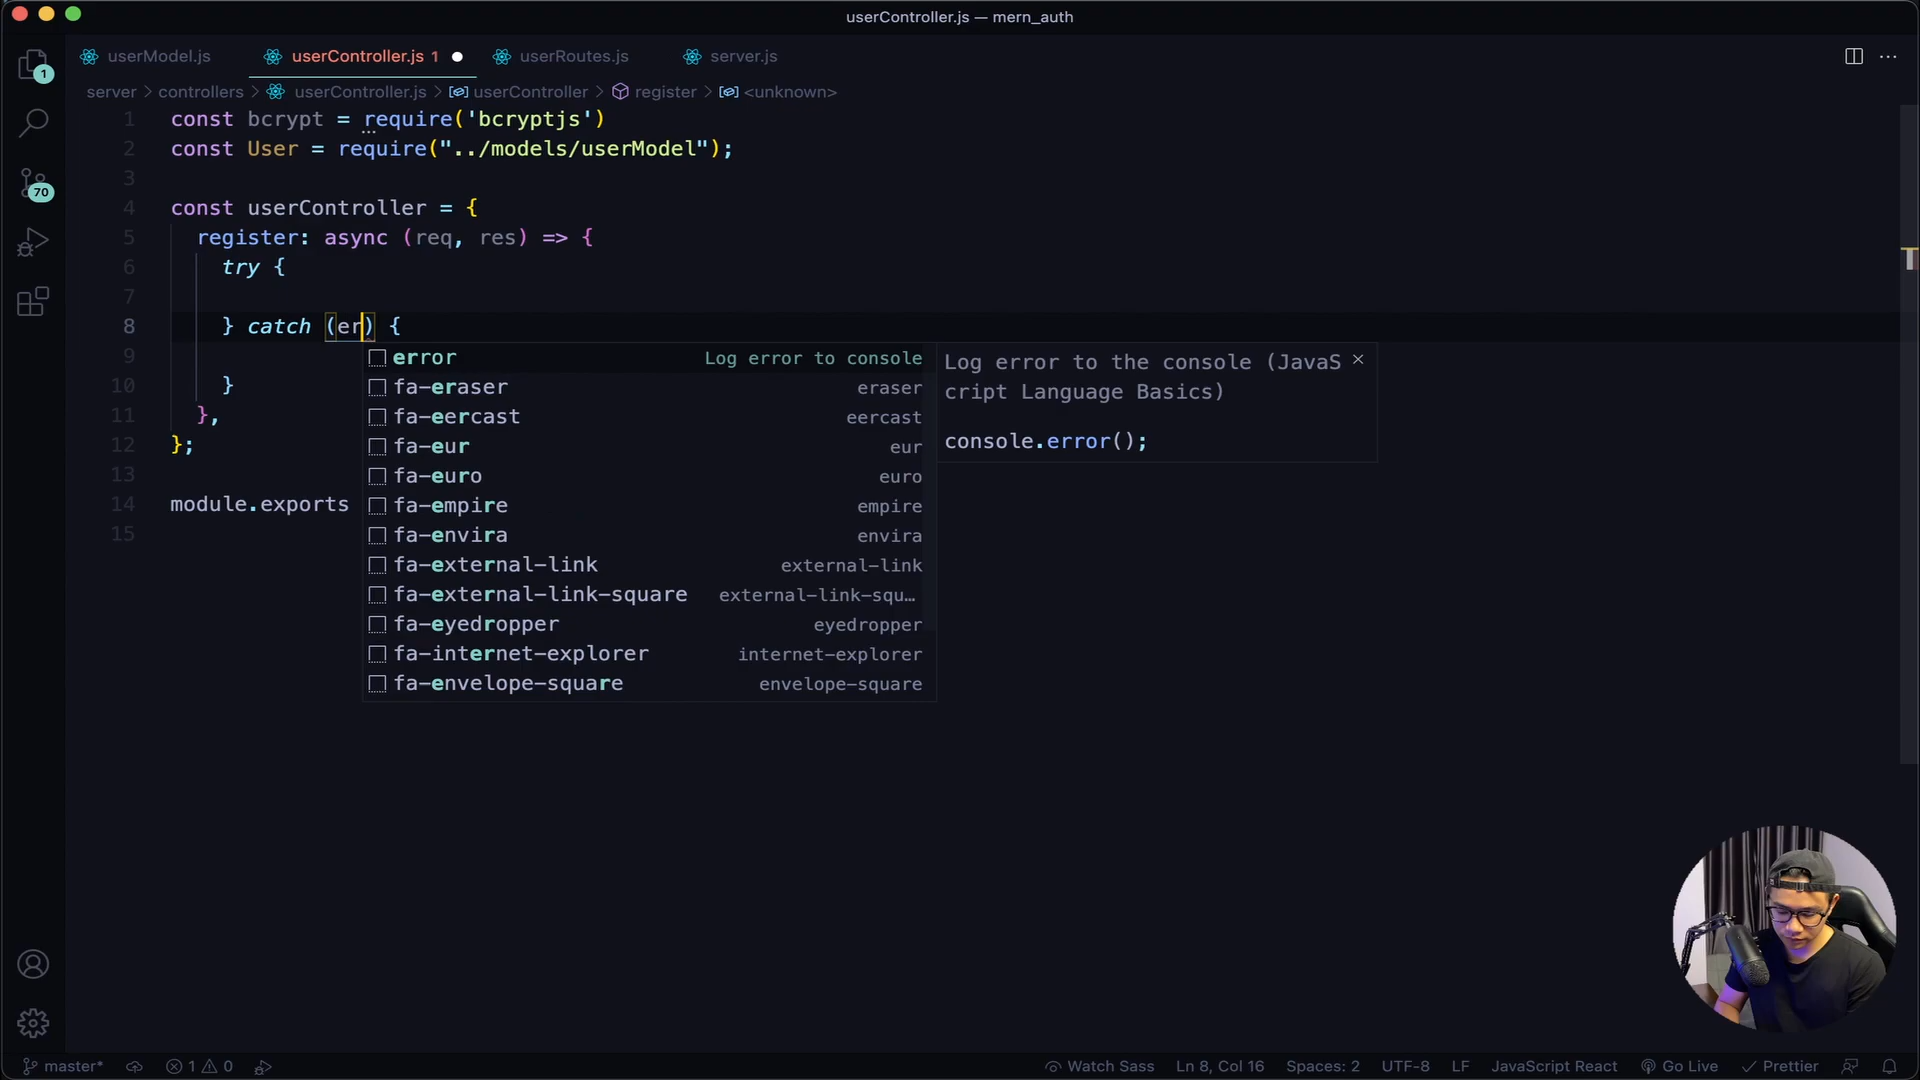 userController.js — mern_auth
userModel.js
userController.js 1
userRoutes.js
server.js
1
server > controllers > userController.js > userController > register > <unknown>
1 const bcrypt = require('bcryptjs')
2 const User = require("../models/userModel");
3
4 const userController = {
5 register: async (req, res) => {
6 try {
7
8 } catch (er) {
9
10 }
11 },
12 };
13
14 module.exports
15
error Log error to console
fa-eraser eraser
fa-eercast eercast
fa-eur eur
fa-euro euro
fa-empire empire
fa-envira envira
fa-external-link external-link
fa-external-link-square external-link-squ…
fa-eyedropper eyedropper
fa-internet-explorer internet-explorer
fa-envelope-square envelope-square
Log error to the console (JavaS
cript Language Basics)
console.error();
70
master* 1 0 Watch Sass Ln 8, Col 16 Spaces: 2 UTF-8 LF JavaScript React Go Live Prettier